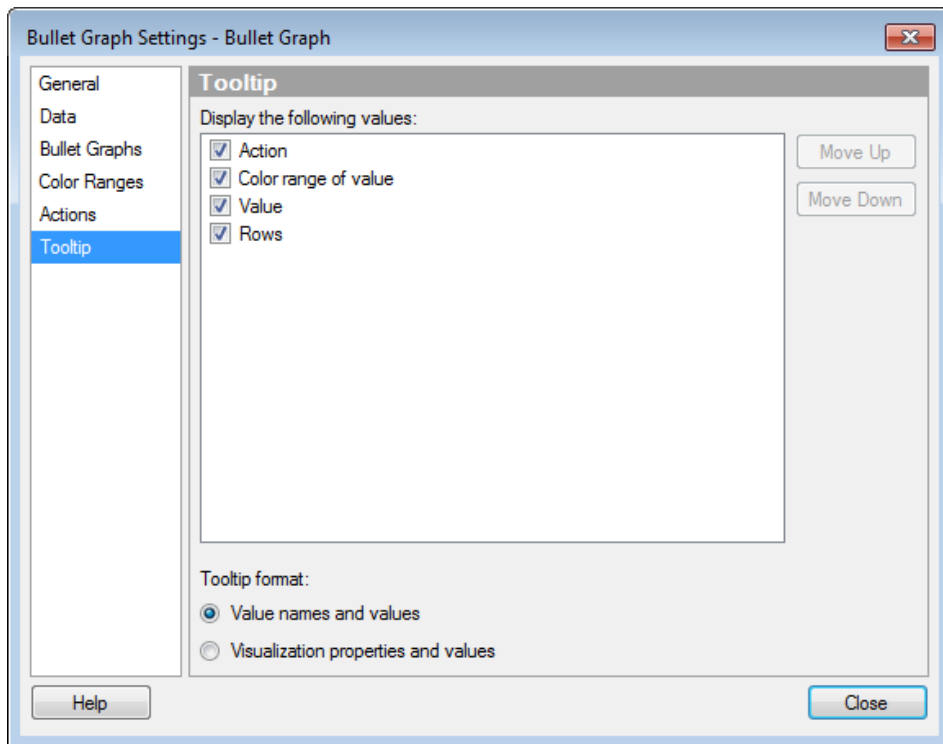 Bullet Graph Settings - Bullet Graph
General
Data
Bullet Graphs
Color Ranges
Actions
Tooltip
Tooltip
Display the following values:
Action
Color range of value
Value
Rows
Move Up
Move Down
Tooltip format:
Value names and values
Visualization properties and values
Help
Close